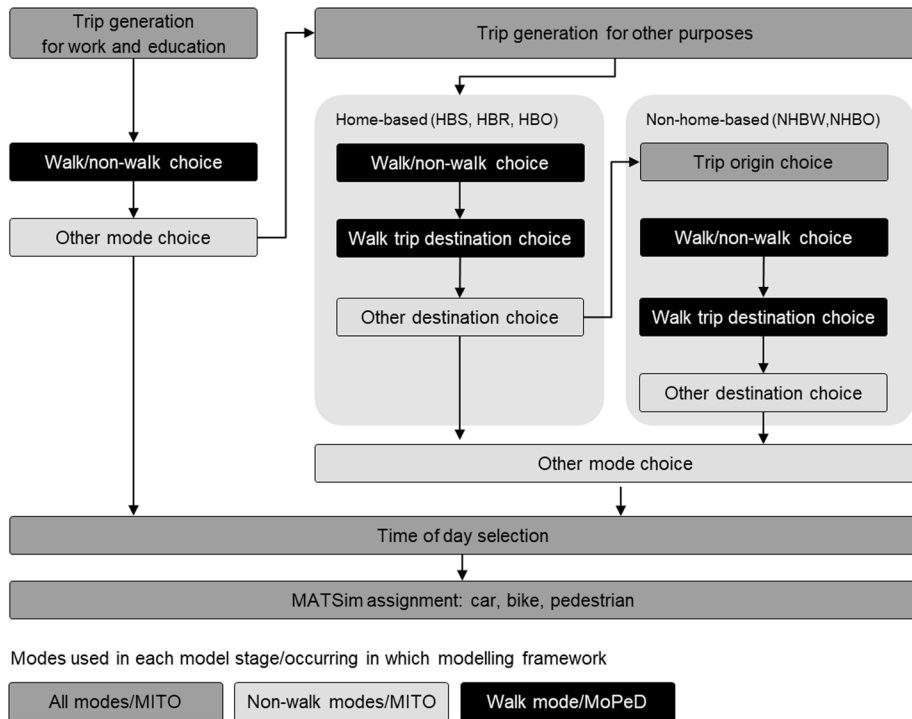 Trip generation
for work and education
Trip generation for other purposes
Home-based (HBS, HBR, HBO)
Non-home-based (NHBW,NHBO)
Walk/non-walk choice
Walk/non-walk choice
Trip origin choice
Other mode choice
Walk trip destination choice
Walk/non-walk choice
Other destination choice
Walk trip destination choice
Other destination choice
Other mode choice
Time of day selection
MATSim assignment: car, bike, pedestrian
Modes used in each model stage/occurring in which modelling framework
All modes/MITO
Non-walk modes/MITO
Walk mode/MoPeD